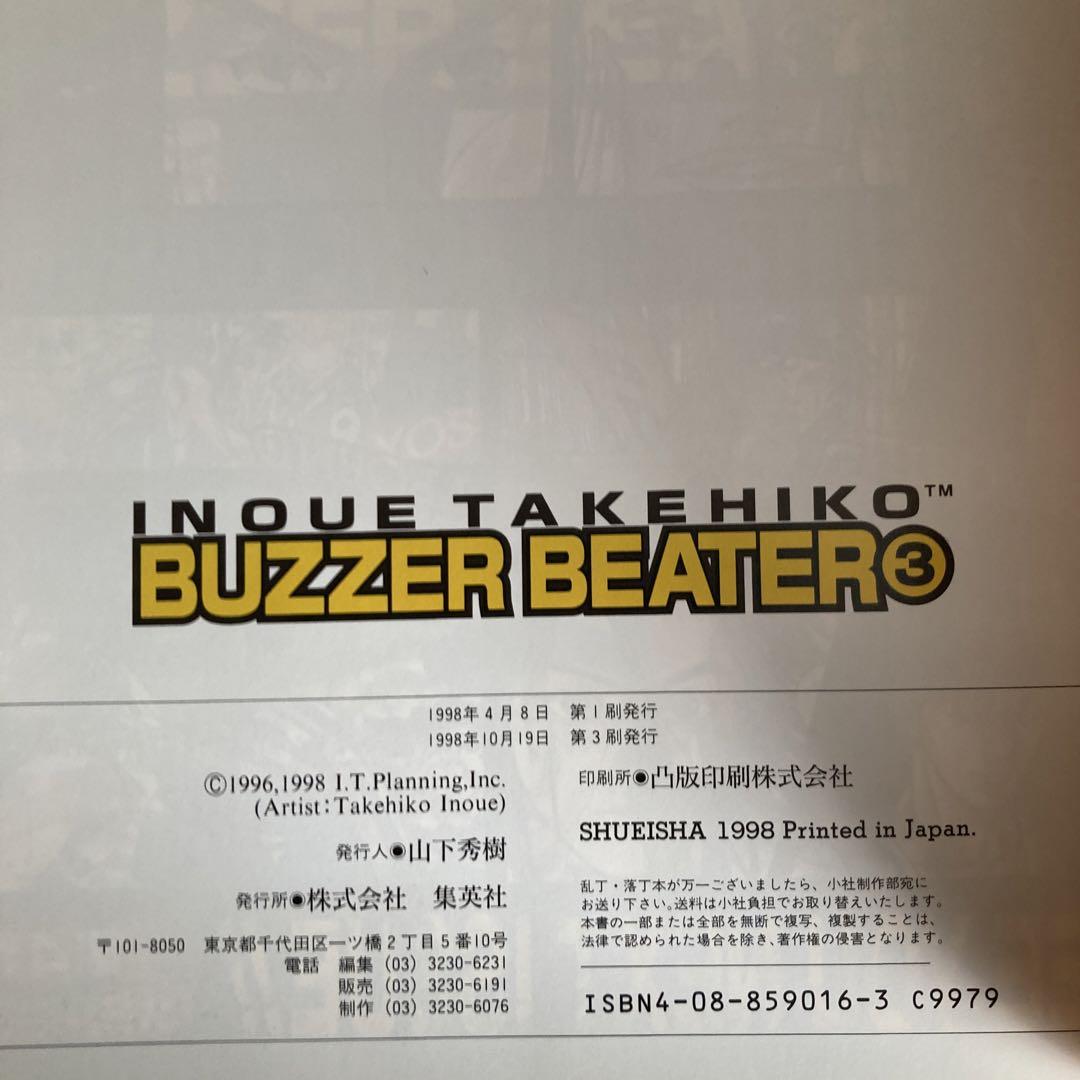 INOUE TAKEHIKO™
BUZZER BEATER③
1998年4月8日 第1刷発行
1998年10月19日 第3刷発行
©1996,1998 I.T.Planning,Inc.
(Artist:Takehiko Inoue)
発行人◉山下秀樹
発行所◉株式会社 集英社
〒101-8050 東京都千代田区一ツ橋2丁目5番10号
電話 編集 (03) 3230-6231
販売 (03) 3230-6191
制作 (03) 3230-6076
印刷所◉凸版印刷株式会社
SHUEISHA 1998 Printed in Japan.
乱丁・落丁本が万一ございましたら、小社制作部宛に
お送り下さい。送料は小社負担でお取り替えいたします。
本書の一部または全部を無断で複写、複製することは、
法律で認められた場合を除き、著作権の侵害となります。
ISBN4-08-859016-3 C9979